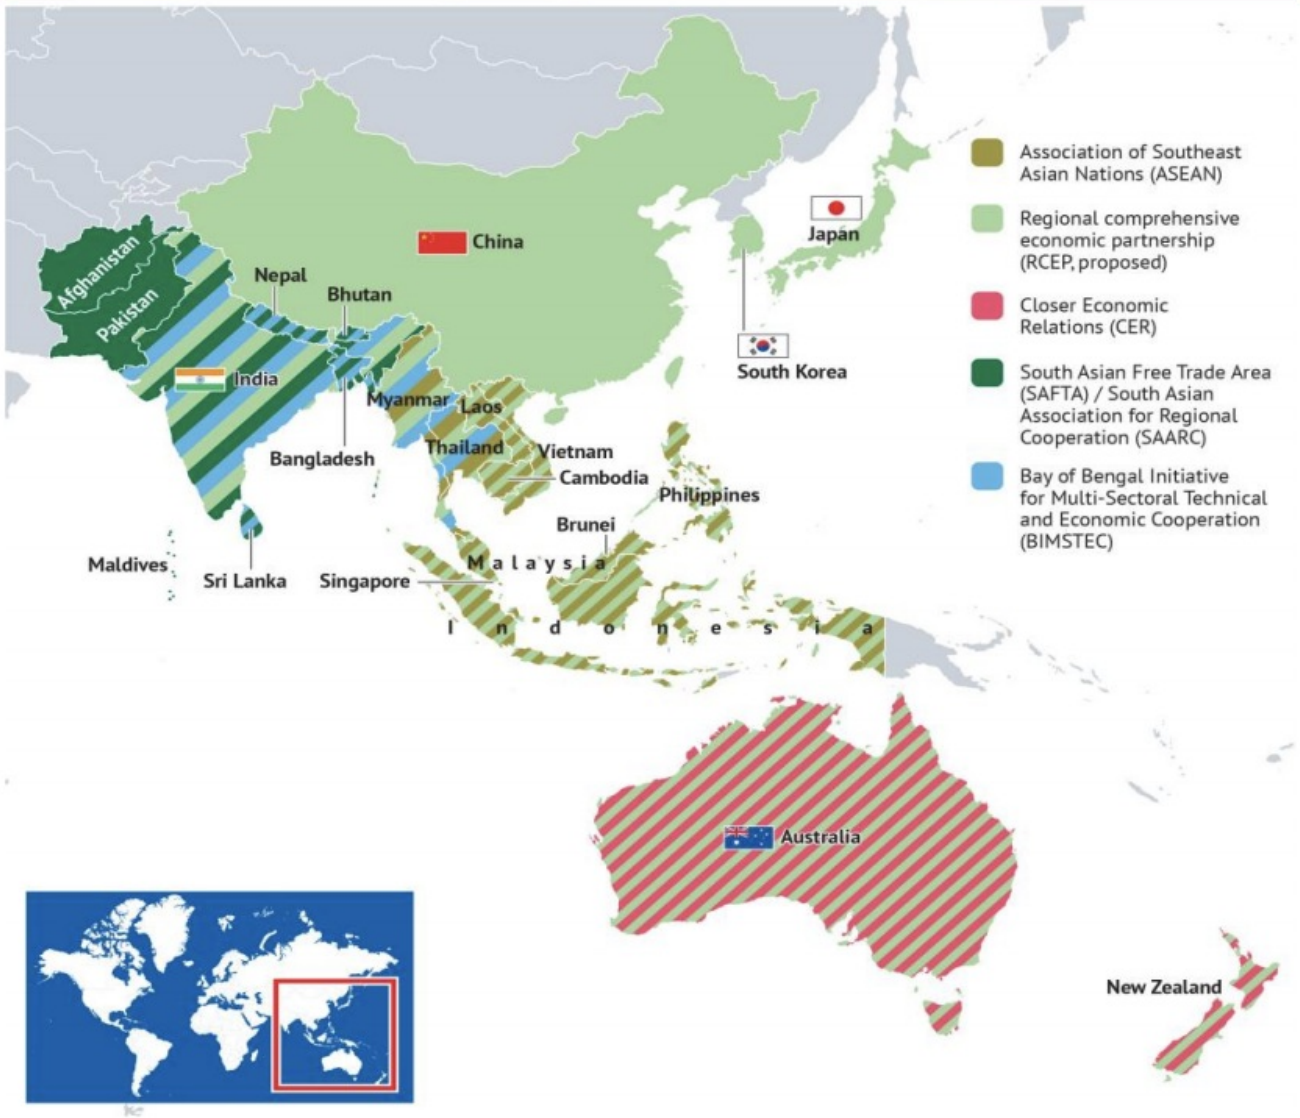 China
Japan
South Korea
Afghanistan
Pakistan
Nepal
Bhutan
India
Myanmar
Laos
Bangladesh
Thailand
Vietnam
Cambodia
Philippines
Brunei
Maldives
Sri Lanka
Singapore
Malaysia
Indonesia
Australia
New Zealand
Association of Southeast
Asian Nations (ASEAN)
Regional comprehensive
economic partnership
(RCEP, proposed)
Closer Economic
Relations (CER)
South Asian Free Trade Area
(SAFTA) / South Asian
Association for Regional
Cooperation (SAARC)
Bay of Bengal Initiative
for Multi-Sectoral Technical
and Economic Cooperation
(BIMSTEC)